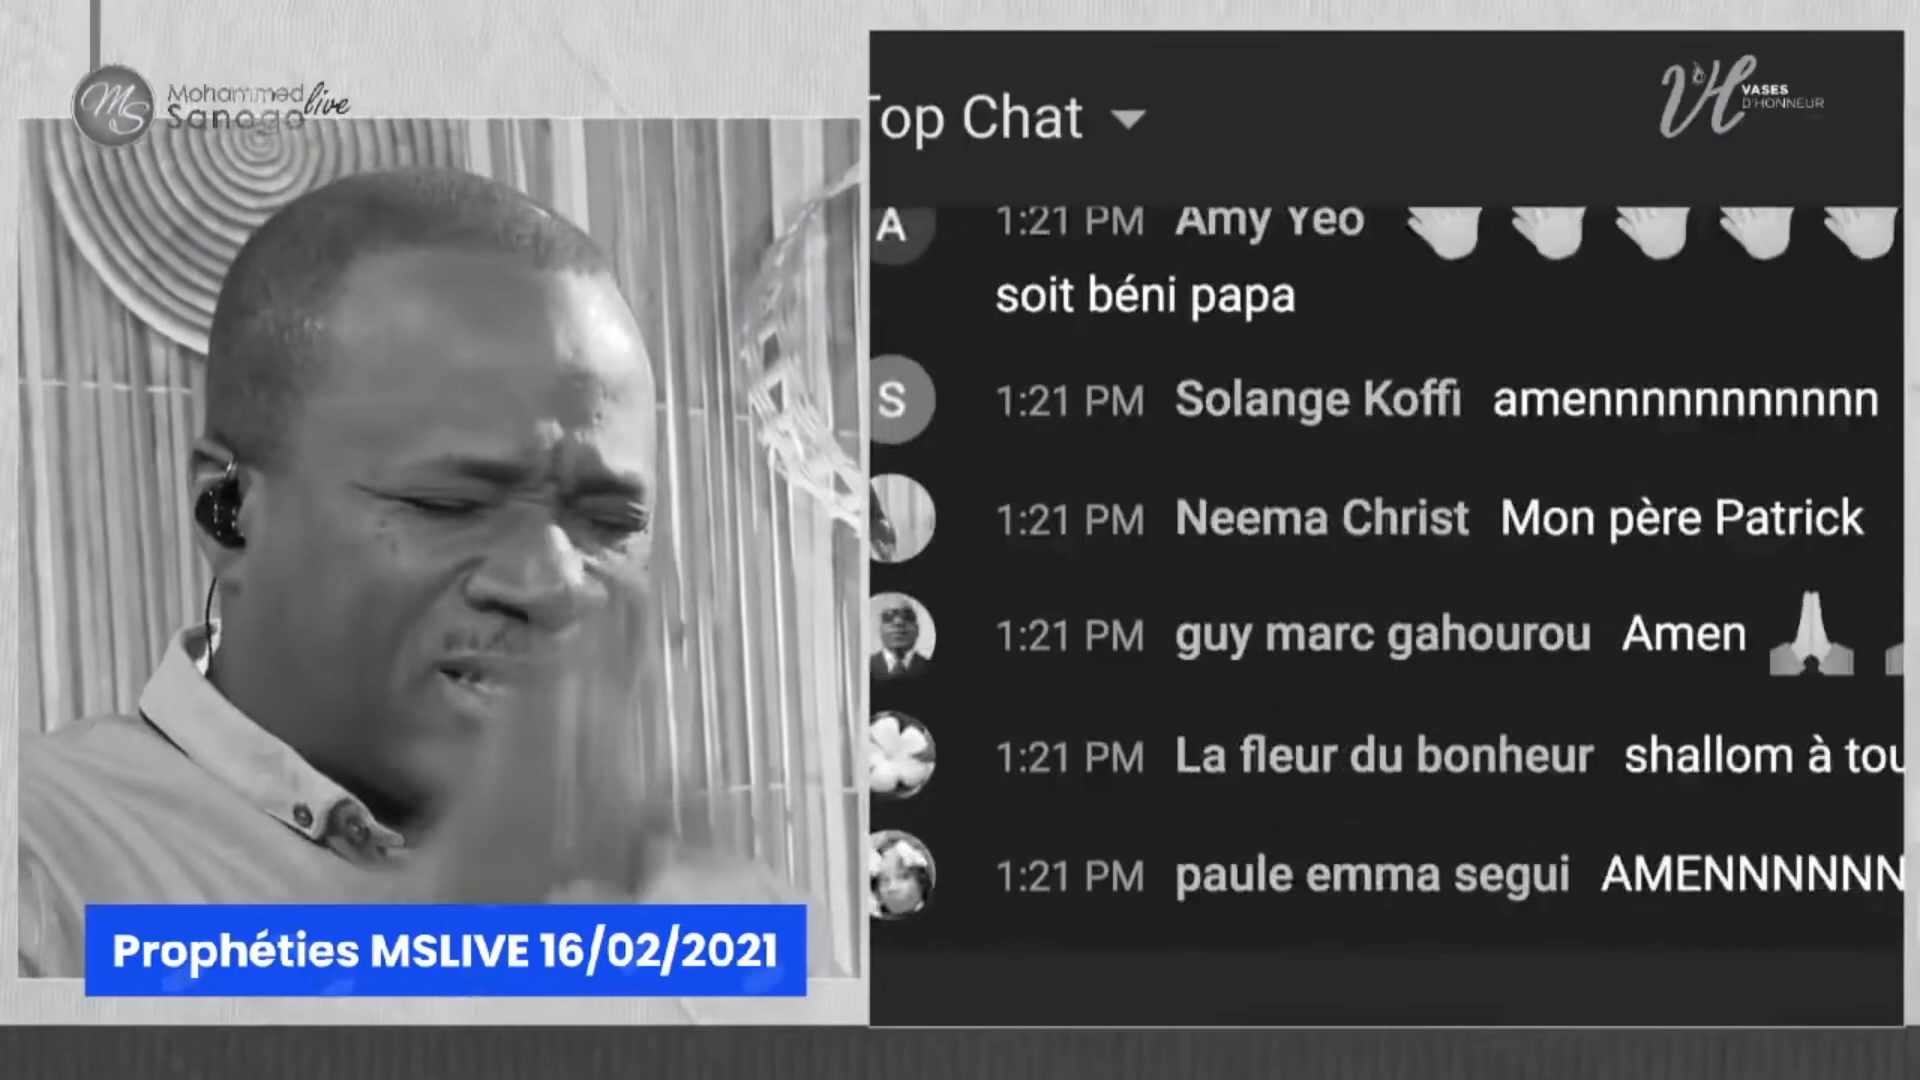 MS Mohammed
Sanogo live
VASES
D'HONNEUR
Top Chat
A 1:21 PM Amy Yeo
soit béni papa
S 1:21 PM Solange Koffi amennnnnnnnnnn
1:21 PM Neema Christ Mon père Patrick
1:21 PM guy marc gahourou Amen
1:21 PM La fleur du bonheur shallom à tou
1:21 PM paule emma segui AMENNNNNN
Prophéties MSLIVE 16/02/2021